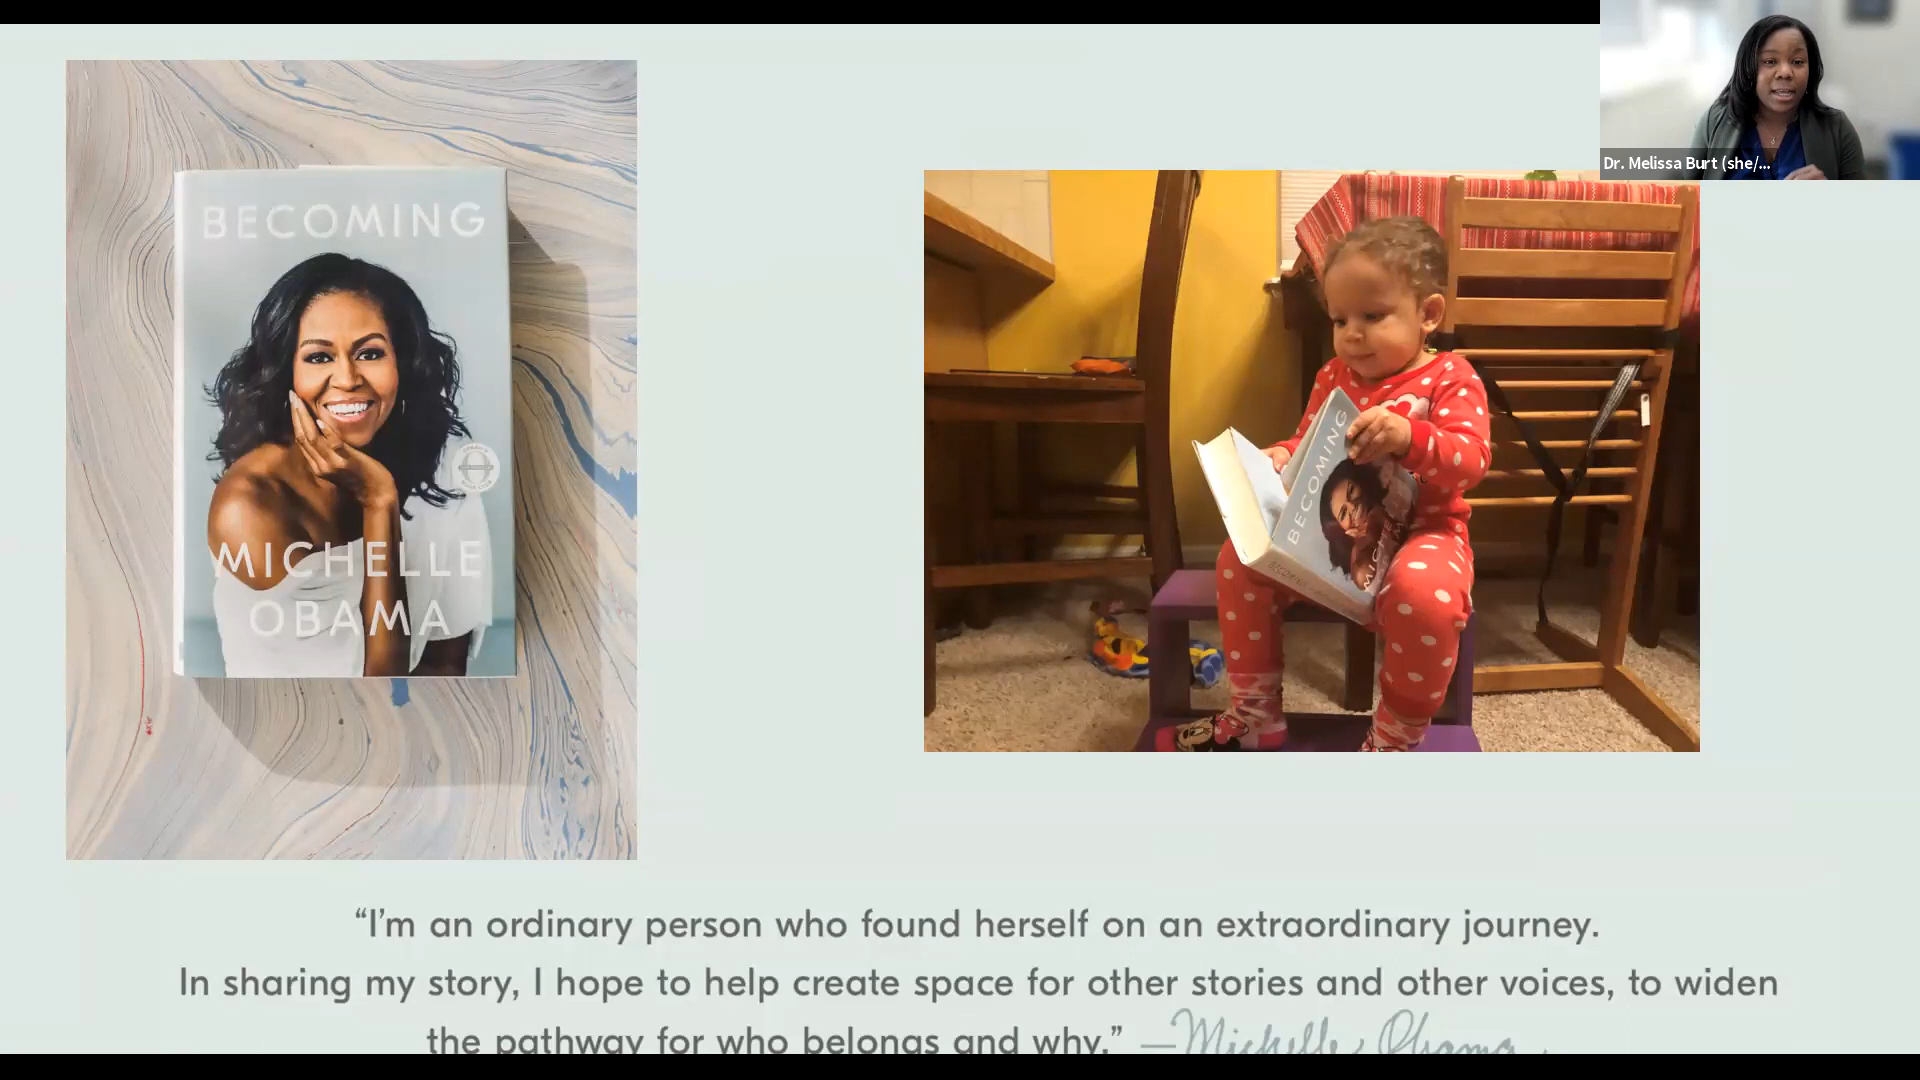 Dr. Melissa Burt (she/...
BECOMING
MICHELLE
OBAMA
BECOMING
BECOMING
“I’m an ordinary person who found herself on an extraordinary journey.
In sharing my story, I hope to help create space for other stories and other voices, to widen
the pathway for who belongs and why.” —Michelle Obama